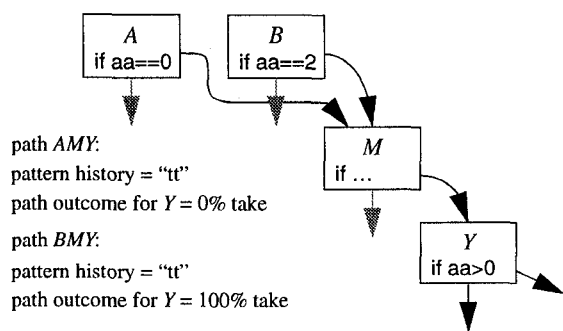 A
if aa==0
B
if aa==2
M
if ...
path AMY:
pattern history = “tt”
path outcome for Y = 0% take
path BMY:
pattern history = “tt”
path outcome for Y = 100% take
Y
if aa>0